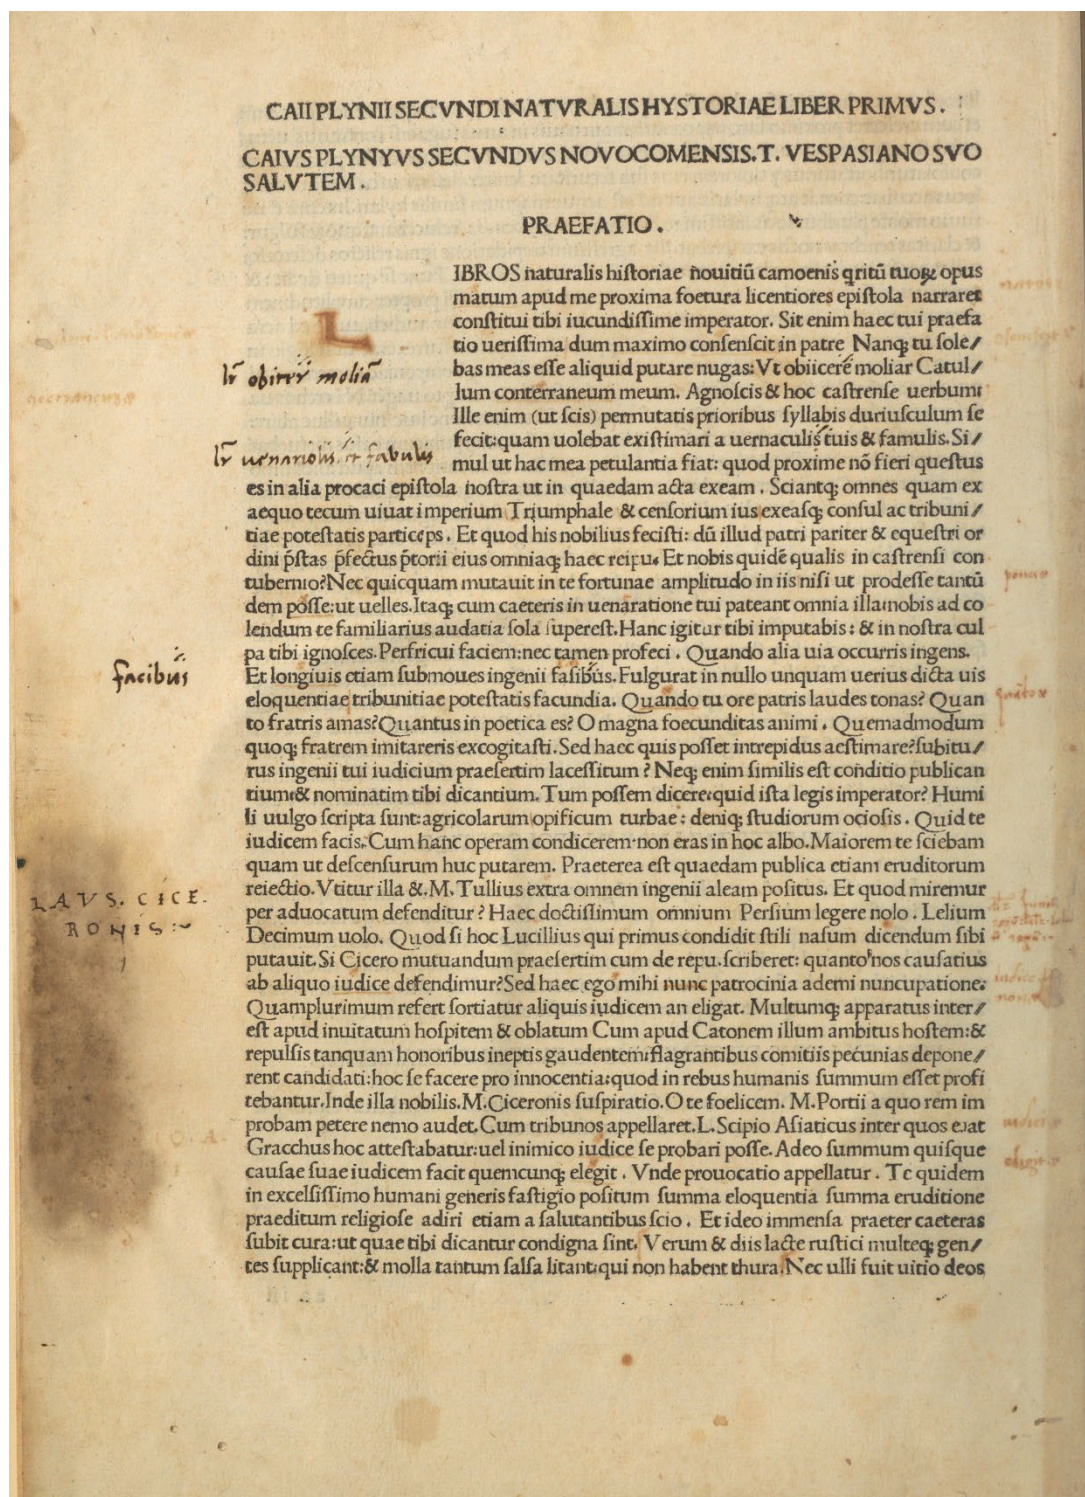 CAII PLYNII SECVNDI NATVRALIS HYSTORIAE LIBER PRIMVS.
CAIVS PLYNYVS SECVNDVS NOVOCOMENSIS.T. VESPASIANO SVO
SALVTEM.
PRAEFATIO.
L
IBROS naturalis historiae nouitiũ camoenis qritũ tuoꝝ opus
matum apud me proxima foetura licentiores epistola narraret
constitui tibi iucundissime imperator. Sit enim haec tui praefa
tio uerissima dum maximo consenscit in patre Nanq; tu sole/
bas meas esse aliquid putare nugas: Vt obiicerẽ moliar Catul/
lum conterraneum meum. Agnoscis & hoc castrense uerbum:
Ille enim (ut scis) permutatis prioribus syllabis duriusculum se
fecit:quam uolebat existimari a uernaculis tuis & famulis. Si/
mul ut hac mea petulantia fiat: quod proxime nõ fieri questus
es in alia procaci epistola nostra ut in quaedam acta exeam. Sciantq; omnes quam ex
aequo tecum uiuat imperium Triumphale & censorium ius exeasq; consul ac tribuni/
tiae potestatis particeps. Et quod his nobilius fecisti: dũ illud patri pariter & equestri or
dini p̃stas p̃fectus p̃torii eius omniaq; haec reipu. Et nobis quidẽ qualis in castrensi con
tubernio?Nec quicquam mutauit in te fortunae amplitudo in iis nisi ut prodesse tantũ
dem posse:ut uelles.Itaq; cum caeteris in uenaratione tui pateant omnia illa:nobis ad co
lendum te familiarius audatia sola superest.Hanc igitur tibi imputabis: & in nostra cul
pa tibi ignosces.Perfricui faciem:nec tamen profeci. Quando alia uia occurris ingens.
Et longiuis etiam submoues ingenii fasibus.Fulgurat in nullo unquam uerius dicta uis
eloquentiae tribunitiae potestatis facundia. Quando tu ore patris laudes tonas? Quan
to fratris amas?Quantus in poetica es? O magna foecunditas animi. Quemadmodum
quoq; fratrem imitareris excogitasti.Sed haec quis posset intrepidus aestimare?subitu/
rus ingenii tui iudicium praesertim lacessitum? Neq; enim similis est conditio publican
tium:& nominatim tibi dicantium.Tum possem dicere:quid ista legis imperator? Humi
li uulgo scripta sunt:agricolarum opificum turbae: deniq; studiorum ociosis. Quid te
iudicem facis. Cum hanc operam condicerem·non eras in hoc albo.Maiorem te sciebam
quam ut descensurum huc putarem. Praeterea est quaedam publica etiam eruditorum
reiectio.Vtitur illa &.M.Tullius extra omnem ingenii aleam positus. Et quod miremur
per aduocatum defenditur? Haec doctissimum omnium Persium legere nolo. Lelium
Decimum uolo. Quod si hoc Lucillius qui primus condidit stili nasum dicendum sibi
putauit.Si Cicero mutuandum praesertim cum de repu.scriberet: quanto nos causatius
ab aliquo iudice defendimur?Sed haec ego mihi nunc patrocinia ademi nuncupatione:
Quamplurimum refert sortiatur aliquis iudicem an eligat. Multumq; apparatus inter/
est apud inuitatum hospitem & oblatum Cum apud Catonem illum ambitus hostem:&
repulsis tanquam honoribus ineptis gaudentem:flagrantibus comitiis pecunias depone/
rent candidati:hoc se facere pro innocentia:quod in rebus humanis summum esset profi
tebantur.Inde illa nobilis.M.Ciceronis suspiratio.O te foelicem. M.Portii a quo rem im
probam petere nemo audet.Cum tribunos appellaret.L.Scipio Asiaticus inter quos erat
Gracchus hoc attestabatur:uel inimico iudice se probari posse.Adeo summum quisque
causae suae iudicem facit quemcunq; elegit. Vnde prouocatio appellatur. Te quidem
in excelsissimo humani generis fastigio positum summa eloquentia summa eruditione
praeditum religiose adiri etiam a salutantibus scio. Et ideo immensa praeter caeteras
subit cura:ut quae tibi dicantur condigna sint. Verum & diis lacte rustici multeq; gen/
tes supplicant:& molla tantum salsa litant:qui non habent thura.Nec ulli fuit uitio deos
moliã
fabulis
facibus
LAVS. CICE.
RONIS:~